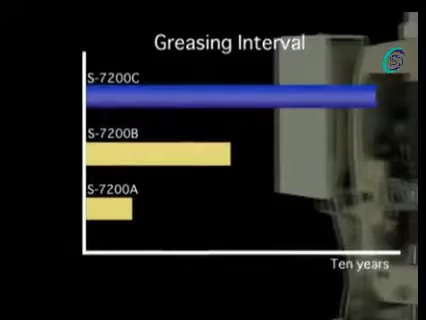 Greasing Interval
S-7200C
S-7200B
S-7200A
Ten years